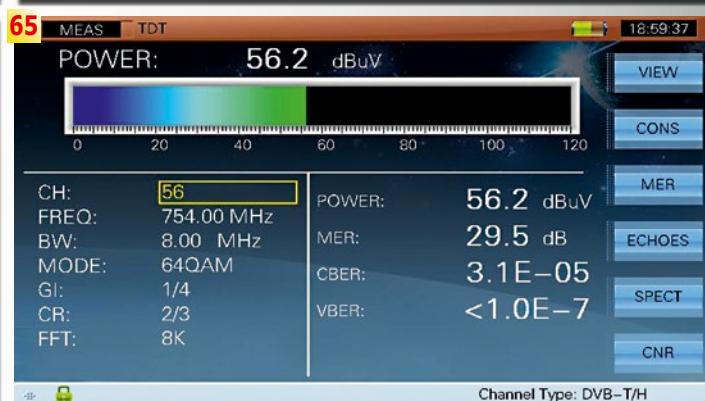 65 MEAS TDT 18:59:37
POWER: 56.2 dBuV
0 20 40 60 80 100 120
CH: 56
FREQ: 754.00 MHz
BW: 8.00 MHz
MODE: 64QAM
GI: 1/4
CR: 2/3
FFT: 8K
POWER: 56.2 dBuV
MER: 29.5 dB
CBER: 3.1E-05
VBER: <1.0E-7
VIEW
CONS
MER
ECHOES
SPECT
CNR
Channel Type: DVB-T/H